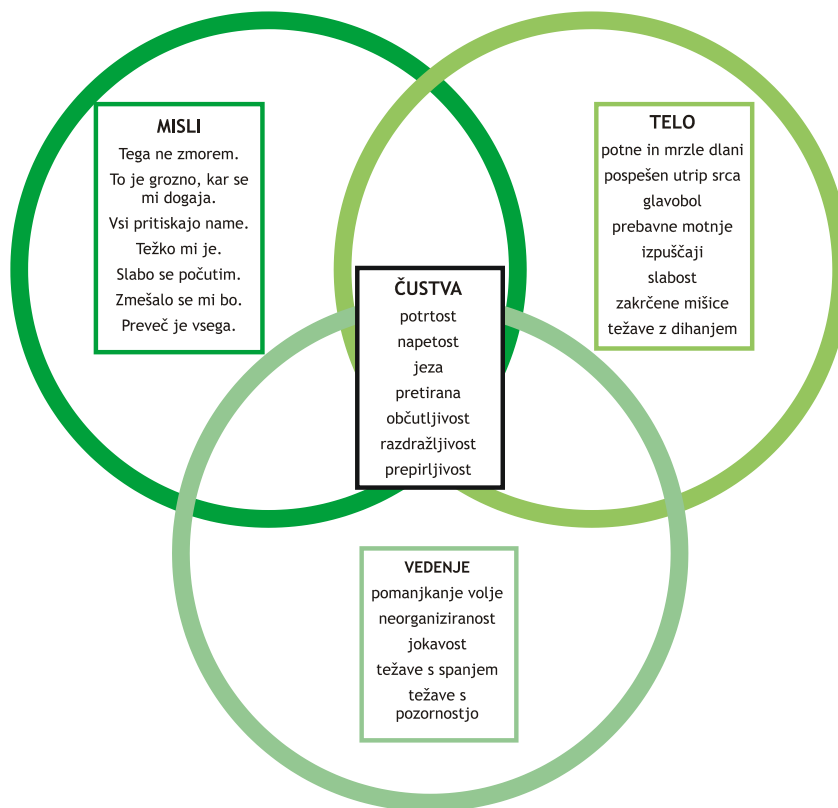 MISLI
Tega ne zmorem.
To je grozno, kar se
mi dogaja.
Vsi pritiskajo name.
Težko mi je.
Slabo se počutim.
Zmešalo se mi bo.
Preveč je vsega.
TELO
potne in mrzle dlani
pospešen utrip srca
glavobol
prebavne motnje
izpuščaji
slabost
zakrčene mišice
težave z dihanjem
ČUSTVA
potrtost
napetost
jeza
pretirana
občutljivost
razdražljivost
prepirljivost
VEDENJE
pomanjkanje volje
neorganiziranost
jokavost
težave s spanjem
težave s
pozornostjo